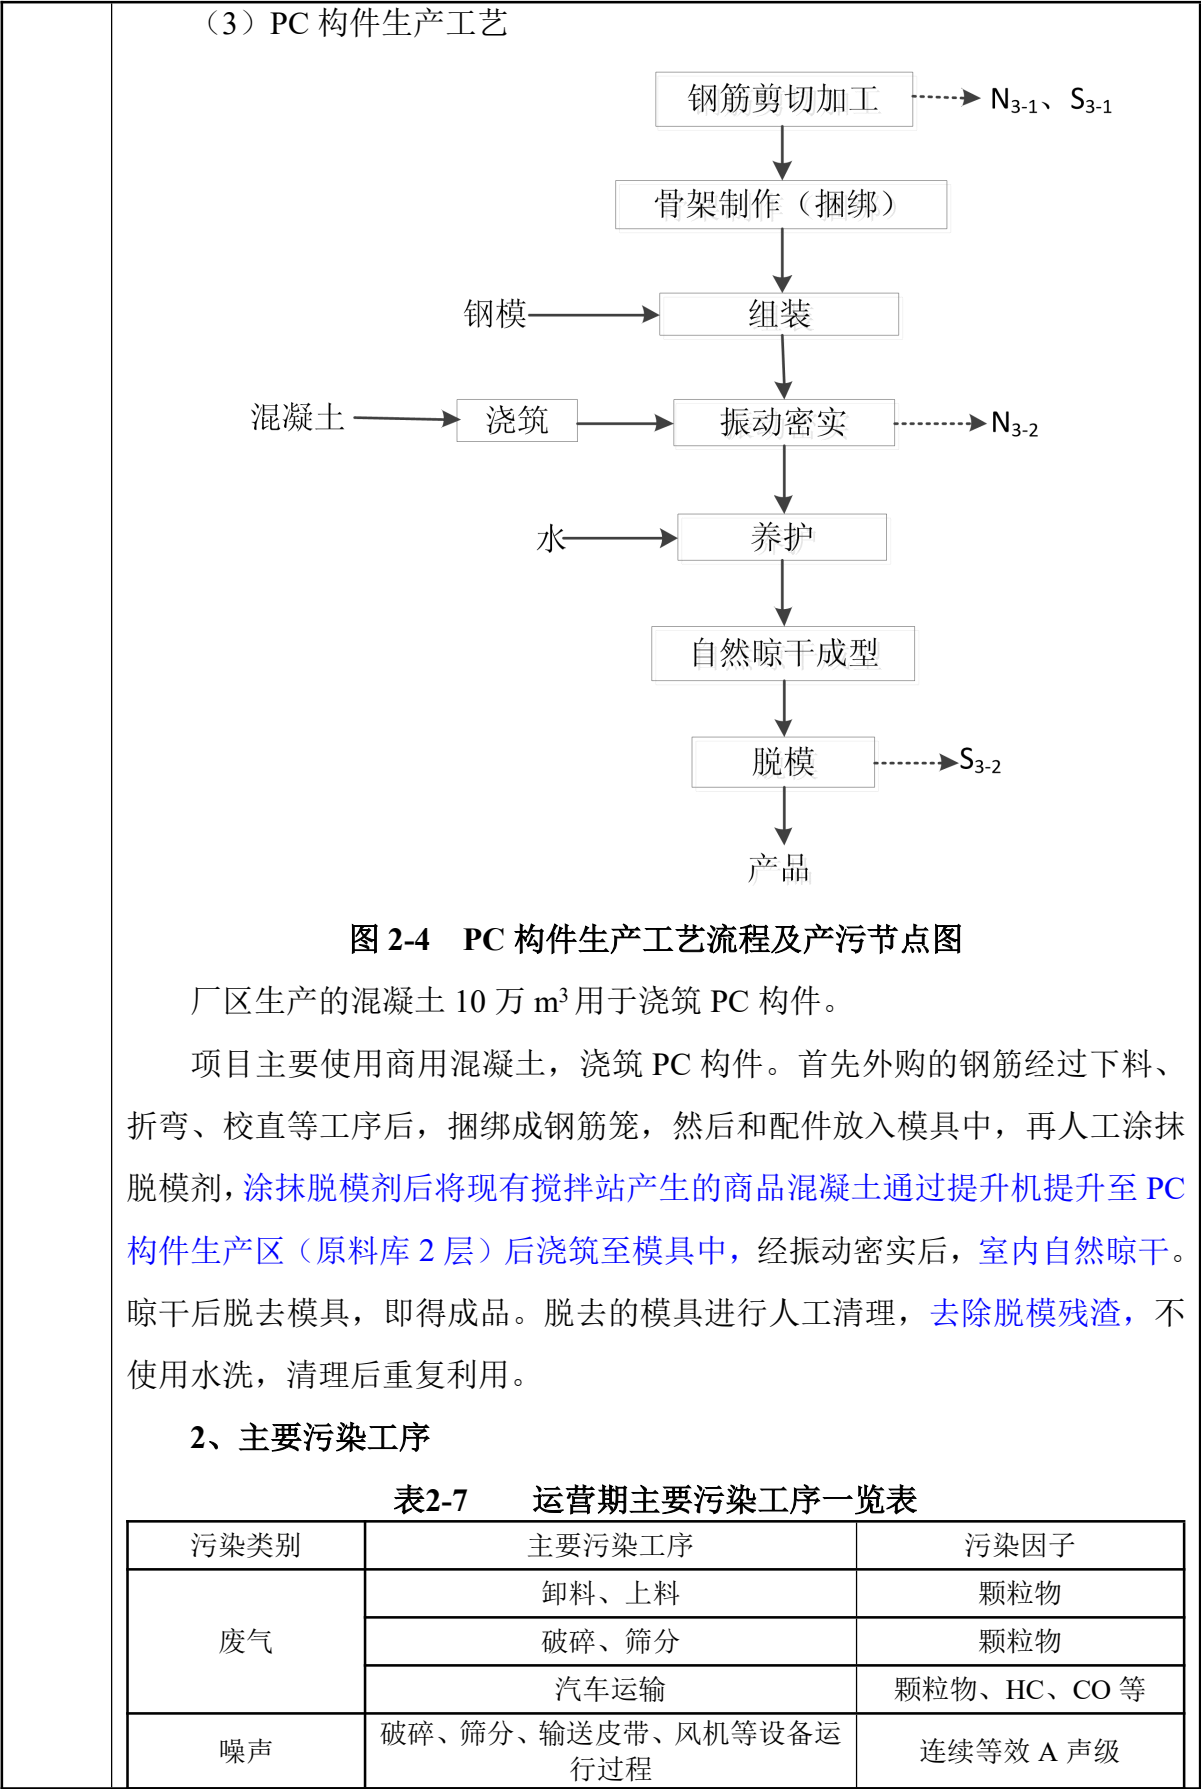 （3）PC 构件生产工艺
钢筋剪切加工
N3-1、S3-1
骨架制作（捆绑）
钢模
组装
混凝土
浇筑
振动密实
N3-2
水
养护
自然晾干成型
脱模
S3-2
产品
图 2-4 PC 构件生产工艺流程及产污节点图
厂区生产的混凝土 10 万 m³ 用于浇筑 PC 构件。
项目主要使用商用混凝土，浇筑 PC 构件。首先外购的钢筋经过下料、
折弯、校直等工序后，捆绑成钢筋笼，然后和配件放入模具中，再人工涂抹
脱模剂，涂抹脱模剂后将现有搅拌站产生的商品混凝土通过提升机提升至 PC
构件生产区（原料库 2 层）后浇筑至模具中，经振动密实后，室内自然晾干。
晾干后脱去模具，即得成品。脱去的模具进行人工清理，去除脱模残渣，不
使用水洗，清理后重复利用。
2、主要污染工序
表2-7 运营期主要污染工序一览表
污染类别 主要污染工序 污染因子
废气
卸料、上料 颗粒物
破碎、筛分 颗粒物
汽车运输 颗粒物、HC、CO 等
噪声
破碎、筛分、输送皮带、风机等设备运
行过程
连续等效 A 声级